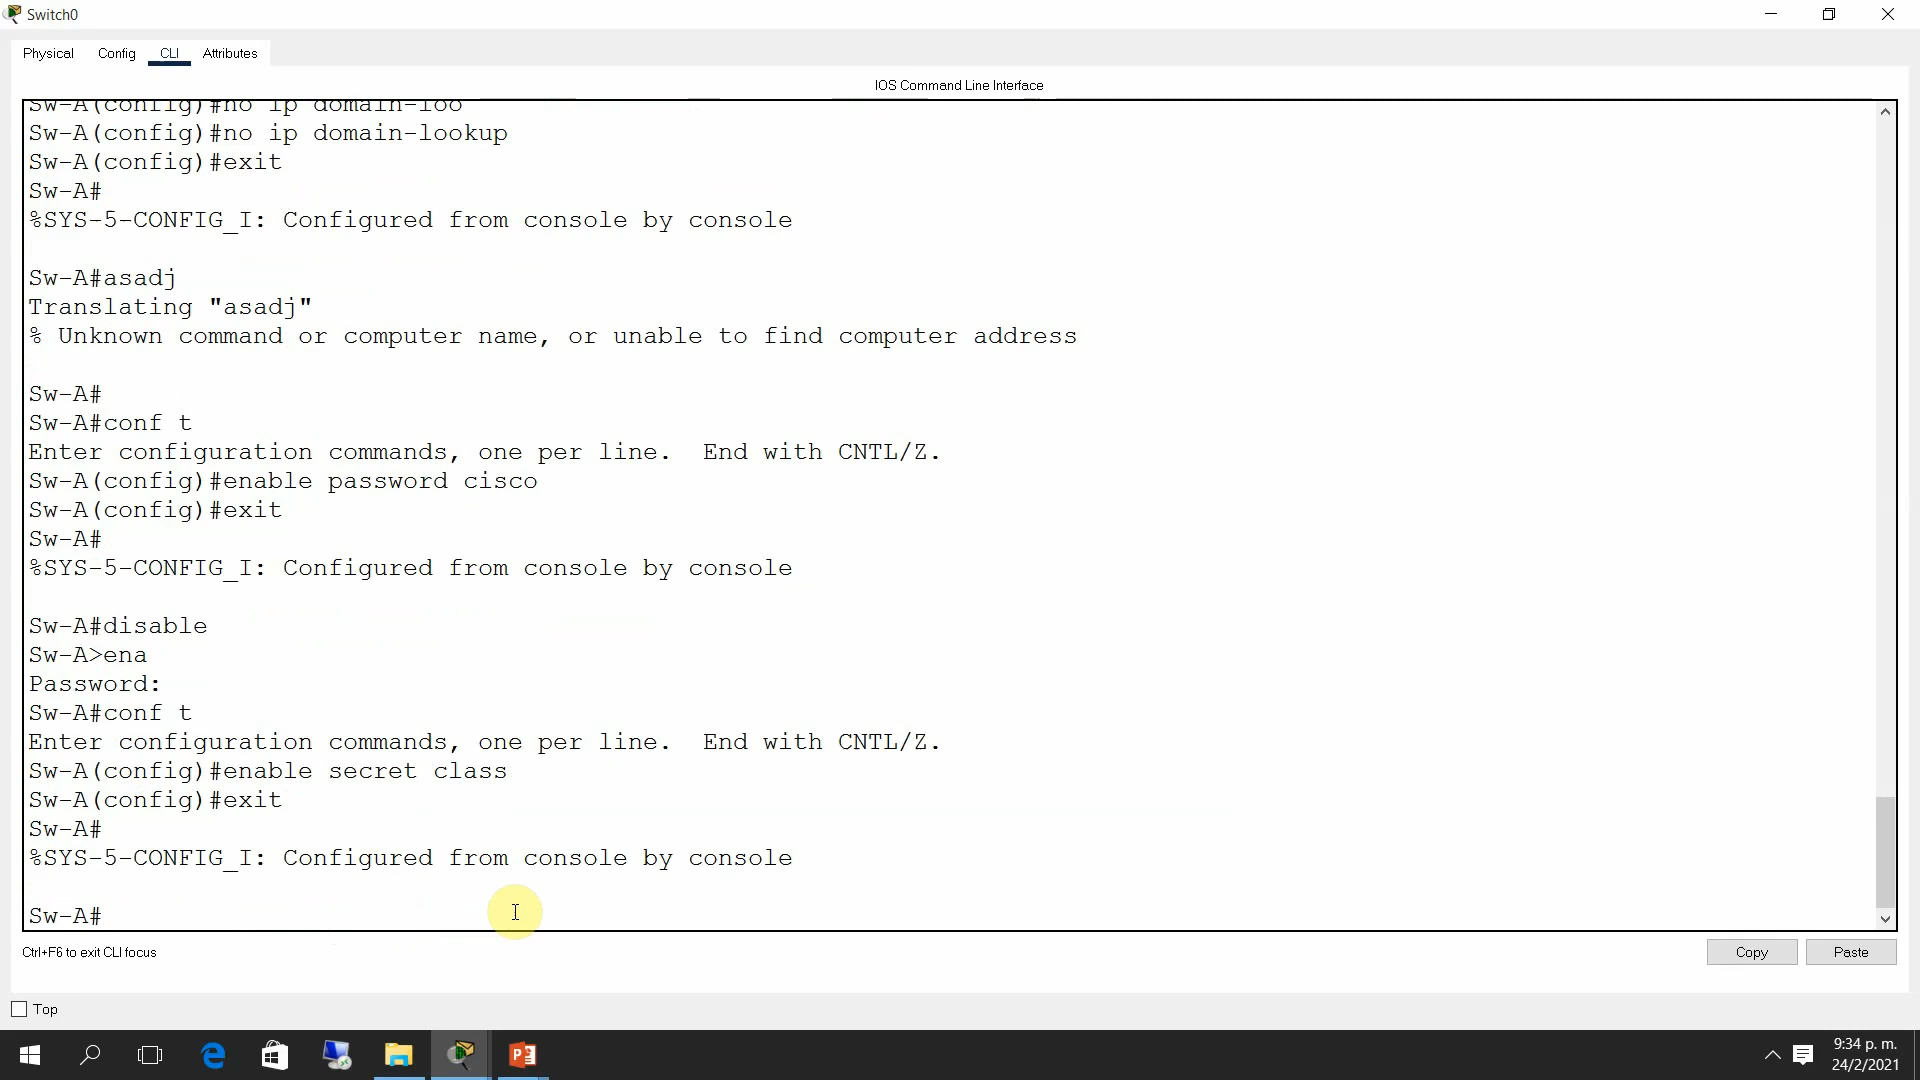 Switch0
Physical Config CLI Attributes
IOS Command Line Interface
Sw-A(config)#no ip domain-loo
Sw-A(config)#no ip domain-lookup
Sw-A(config)#exit
Sw-A#
%SYS-5-CONFIG_I: Configured from console by console
Sw-A#asadj
Translating "asadj"
% Unknown command or computer name, or unable to find computer address
Sw-A#
Sw-A#conf t
Enter configuration commands, one per line.  End with CNTL/Z.
Sw-A(config)#enable password cisco
Sw-A(config)#exit
Sw-A#
%SYS-5-CONFIG_I: Configured from console by console
Sw-A#disable
Sw-A>ena
Password:
Sw-A#conf t
Enter configuration commands, one per line.  End with CNTL/Z.
Sw-A(config)#enable secret class
Sw-A(config)#exit
Sw-A#
%SYS-5-CONFIG_I: Configured from console by console
Sw-A#
Ctrl+F6 to exit CLI focus
Copy Paste
Top
9:34 p. m.
24/2/2021